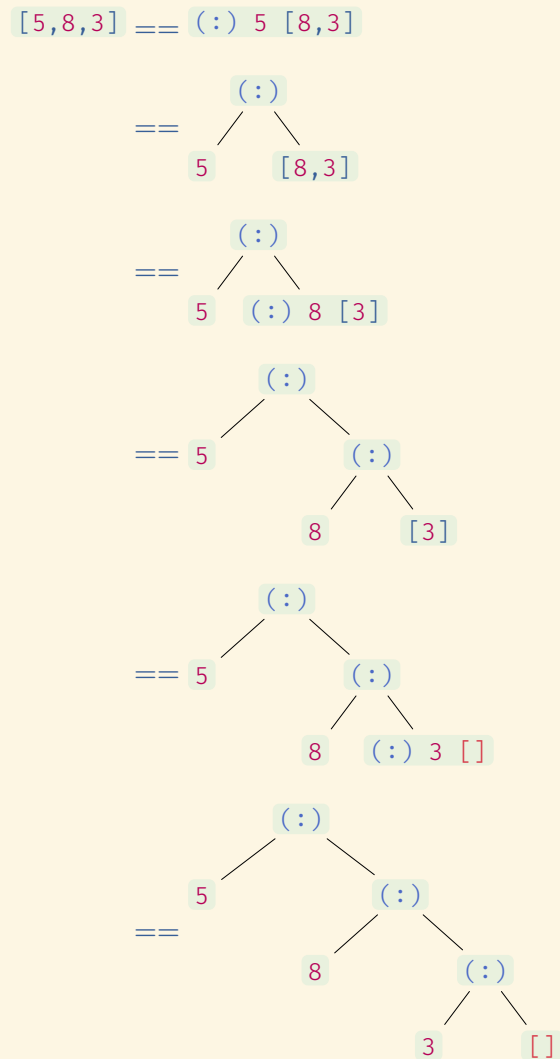 [5,8,3] == (:) 5 [8,3]
(:)
==
5 [8,3]
(:)
==
5 (:) 8 [3]
(:)
== 5 (:)
8 [3]
(:)
== 5 (:)
8 (:) 3 []
(:)
5 (:)
==
8 (:)
3 []